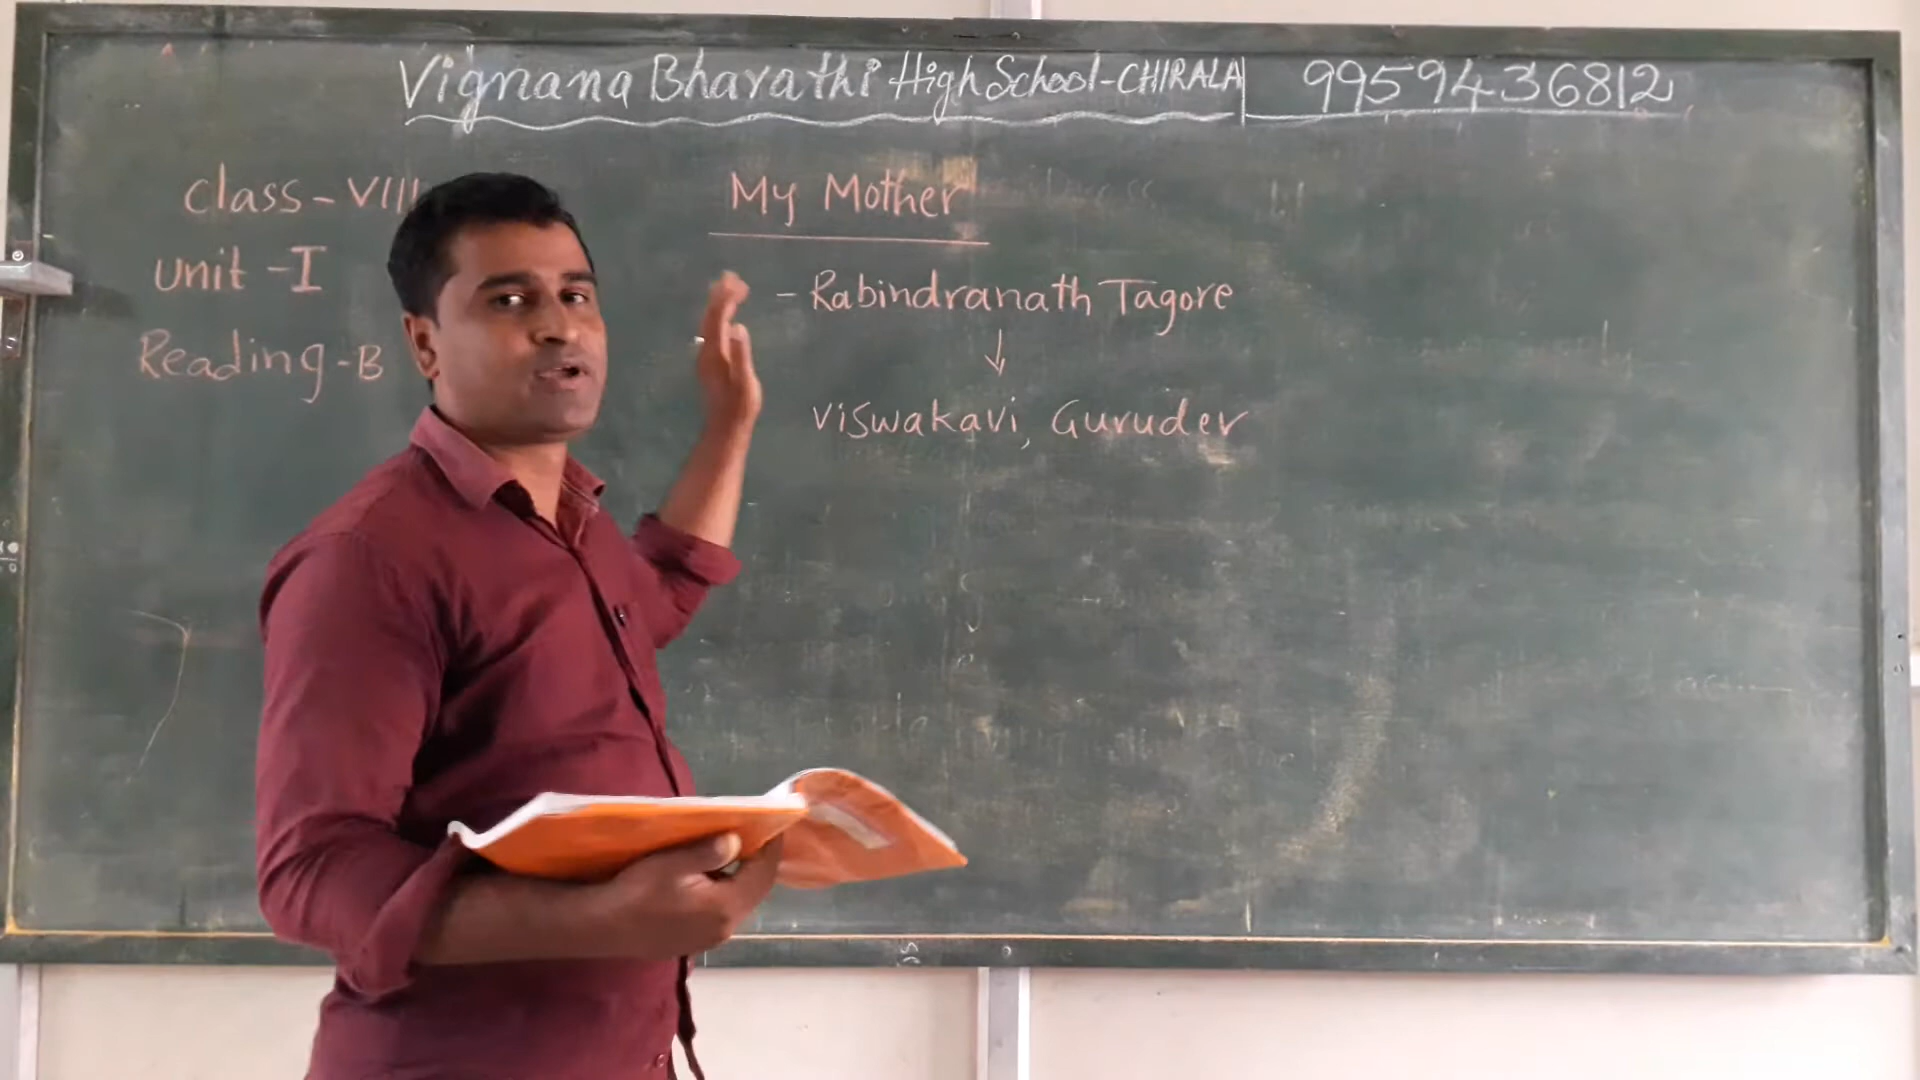 Vignana Bharathi High School-CHIRALA 9959436812
Class-VIII
Unit-I
Reading-B
My Mother
- Rabindranath Tagore
↓
Viswakavi, Gurudev